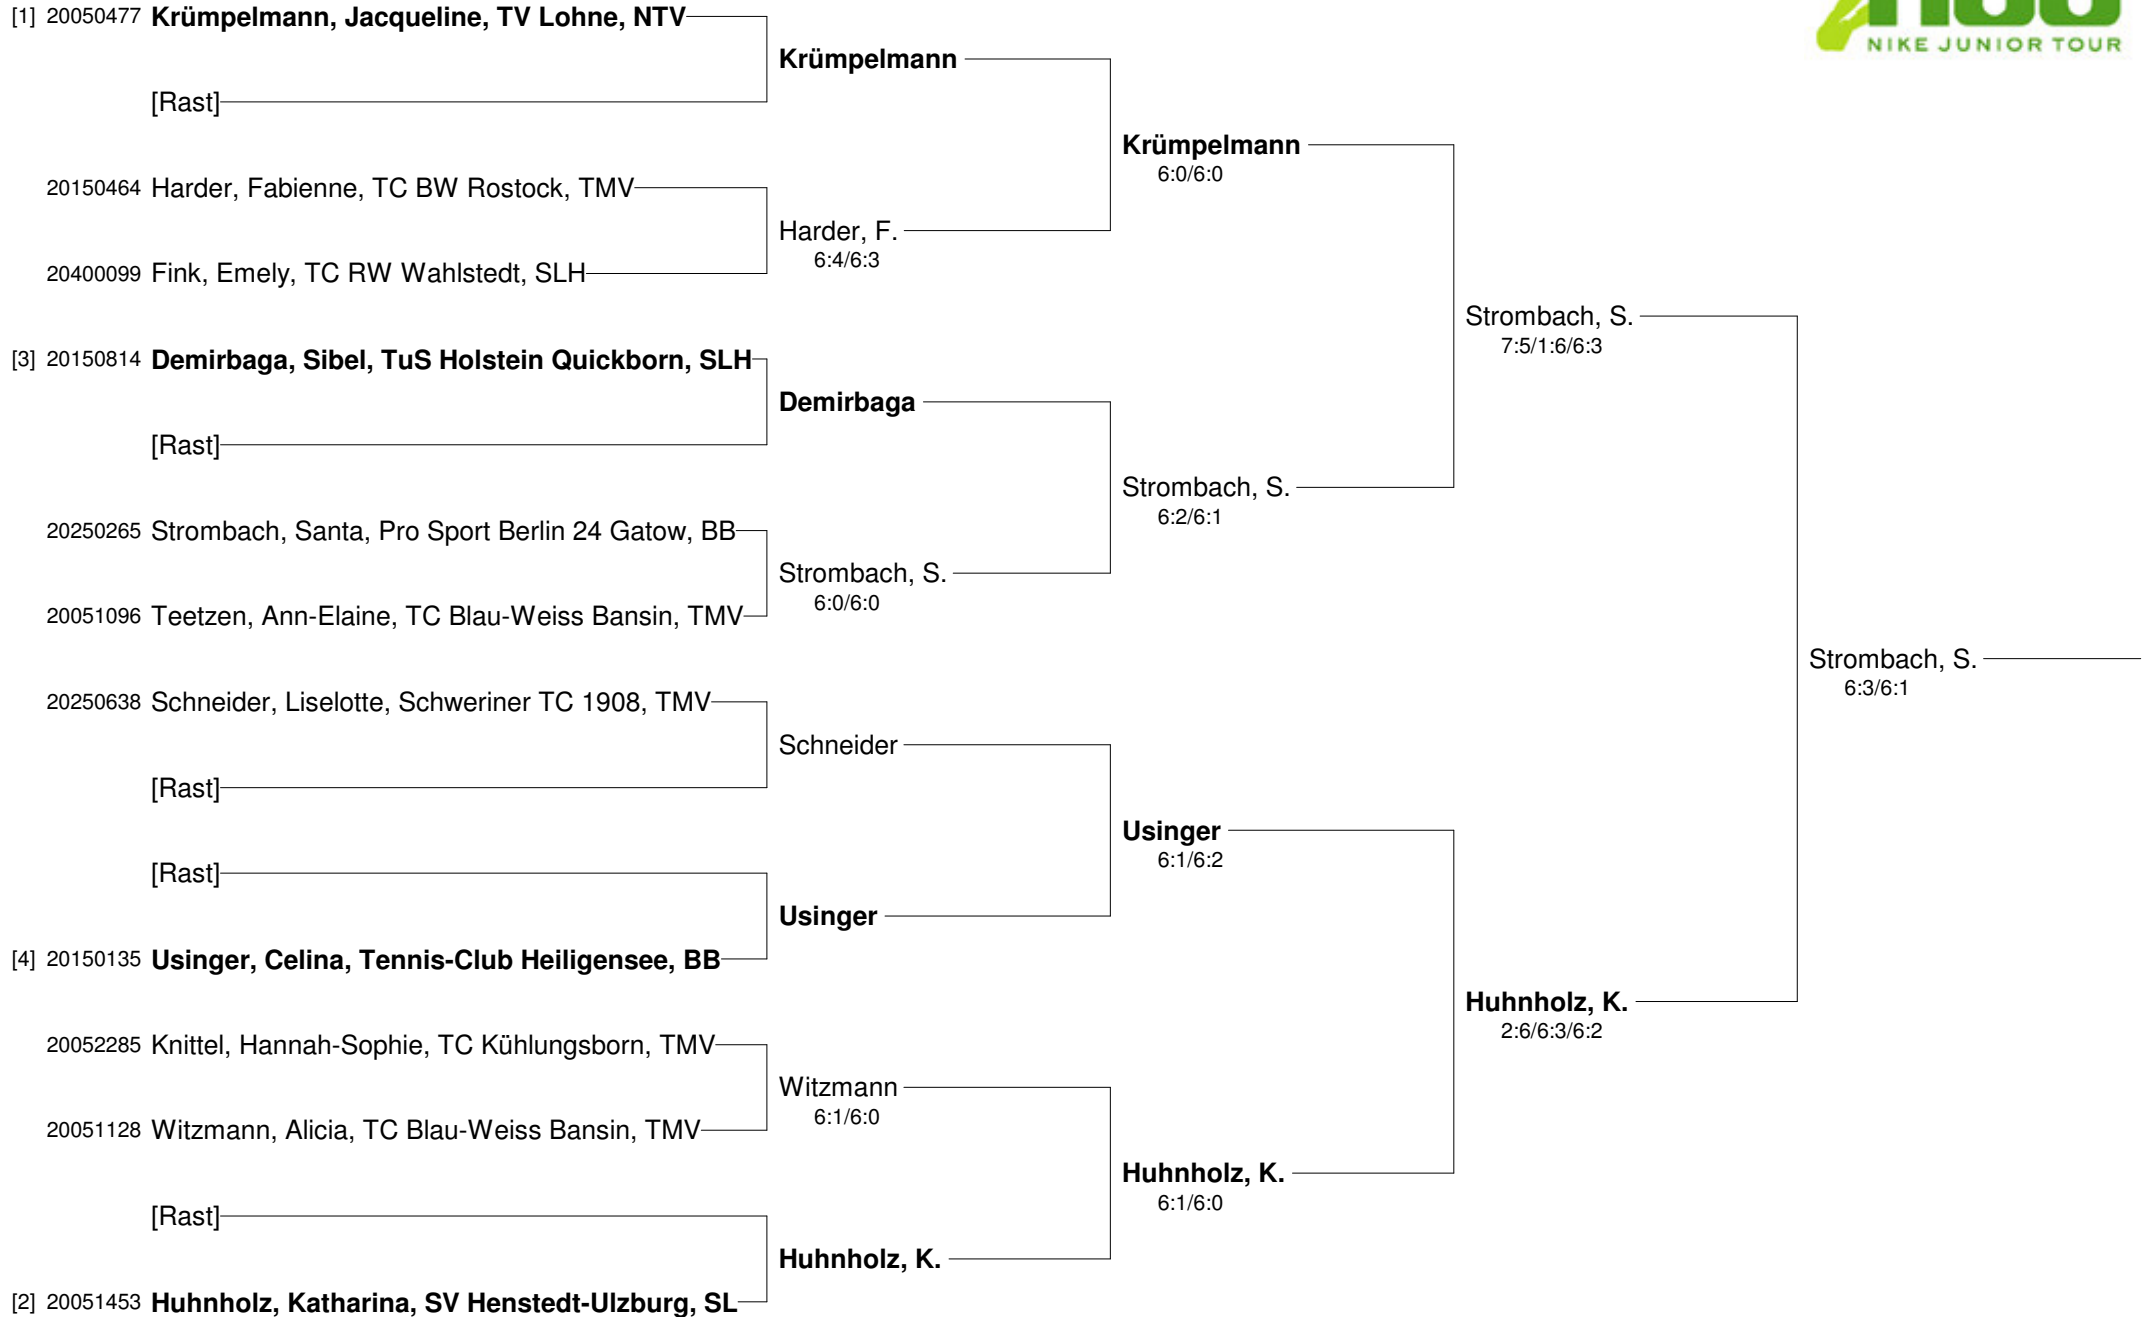 [1] 20050477 Krümpelmann, Jacqueline, TV Lohne, NTV
NIKE JUNIOR TOUR
Krümpelmann
[Rast]
Krümpelmann
6:0/6:0
20150464 Harder, Fabienne, TC BW Rostock, TMV
Harder, F.
6:4/6:3
20400099 Fink, Emely, TC RW Wahlstedt, SLH
Strombach, S.
7:5/1:6/6:3
[3] 20150814 Demirbaga, Sibel, TuS Holstein Quickborn, SLH
Demirbaga
[Rast]
Strombach, S.
6:2/6:1
20250265 Strombach, Santa, Pro Sport Berlin 24 Gatow, BB
Strombach, S.
6:0/6:0
20051096 Teetzen, Ann-Elaine, TC Blau-Weiss Bansin, TMV
Strombach, S.
6:3/6:1
20250638 Schneider, Liselotte, Schweriner TC 1908, TMV
Schneider
[Rast]
Usinger
6:1/6:2
[Rast]
Usinger
[4] 20150135 Usinger, Celina, Tennis-Club Heiligensee, BB
Huhnholz, K.
2:6/6:3/6:2
20052285 Knittel, Hannah-Sophie, TC Kühlungsborn, TMV
Witzmann
6:1/6:0
20051128 Witzmann, Alicia, TC Blau-Weiss Bansin, TMV
Huhnholz, K.
6:1/6:0
[Rast]
Huhnholz, K.
[2] 20051453 Huhnholz, Katharina, SV Henstedt-Ulzburg, SL